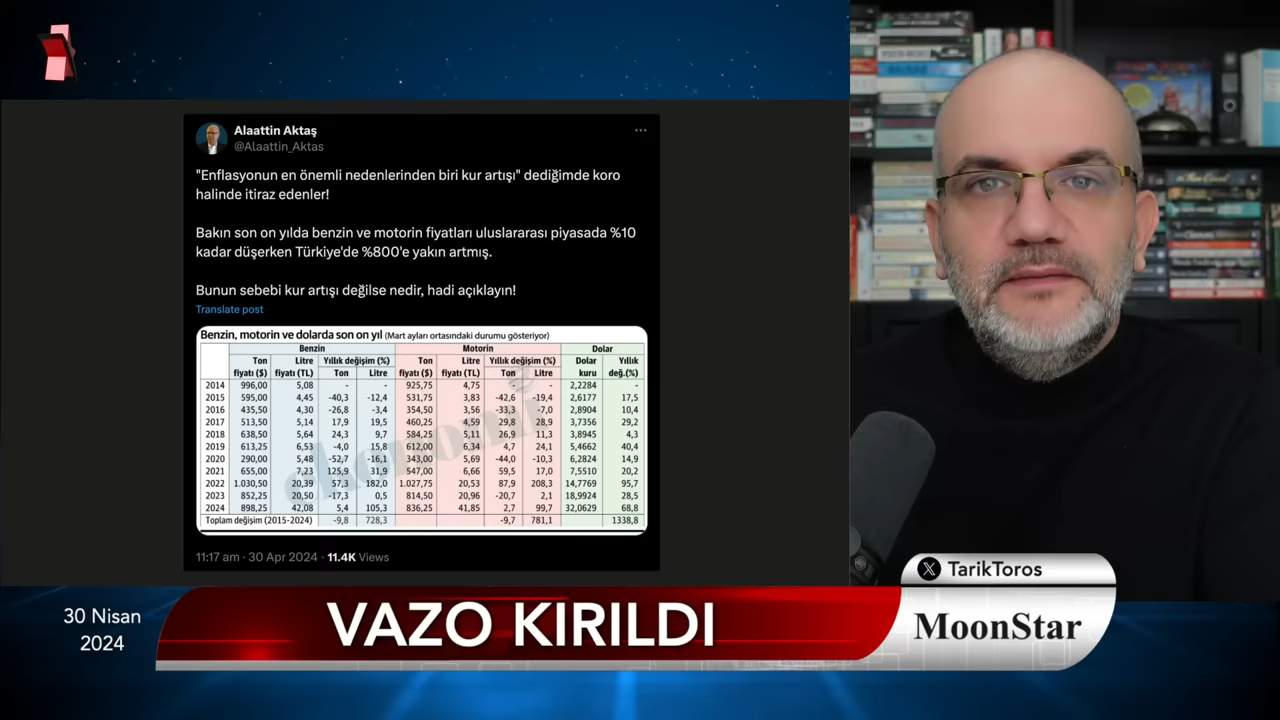 Alaattin Aktaş
@Alaattin_Aktas
"Enflasyonun en önemli nedenlerinden biri kur artışı" dediğimde koro
halinde itiraz edenler!
Bakın son on yılda benzin ve motorin fiyatları uluslararası piyasada %10
kadar düşerken Türkiye'de %800'e yakın artmış.
Bunun sebebi kur artışı değilse nedir, hadi açıklayın!
Translate post
Benzin, motorin ve dolarda son on yıl (Mart ayları ortasındaki durumu gösteriyor)
Benzin Motorin Dolar
Ton Litre Yıllık değişim (%) Ton Litre Yıllık değişim (%) Dolar Yıllık
fiyatı ($) fiyatı (TL) Ton Litre fiyatı ($) fiyatı (TL) Ton Litre kuru değ.(%)
2014 996,00 5,08 - - 925,75 4,75 - - 2,2284 -
2015 595,00 4,45 -40,3 -12,4 531,75 3,83 -42,6 -19,4 2,6177 17,5
2016 435,50 4,30 -26,8 -3,4 354,50 3,56 -33,3 -7,0 2,8904 10,4
2017 513,50 5,14 17,9 19,5 460,25 4,59 29,8 28,9 3,7356 29,2
2018 638,50 5,64 24,3 9,7 584,25 5,11 26,9 11,3 3,8945 4,3
2019 613,25 6,53 -4,0 15,8 612,00 6,34 4,7 24,1 5,4662 40,4
2020 290,00 5,48 -52,7 -16,1 343,00 5,69 -44,0 -10,3 6,2824 14,9
2021 655,00 7,23 125,9 31,9 547,00 6,66 59,5 17,0 7,5510 20,2
2022 1.030,50 20,39 57,3 182,0 1.027,75 20,53 87,9 208,3 14,7769 95,7
2023 852,25 20,50 -17,3 0,5 814,50 20,96 -20,7 2,1 18,9924 28,5
2024 898,25 42,08 5,4 105,3 836,25 41,85 2,7 99,7 32,0629 68,8
Toplam değişim (2015-2024) -9,8 728,3 -9,7 781,1 1338,8
ekonomi
11:17 am · 30 Apr 2024 · 11.4K Views
TarikToros
MoonStar
30 Nisan
2024
VAZO KIRILDI